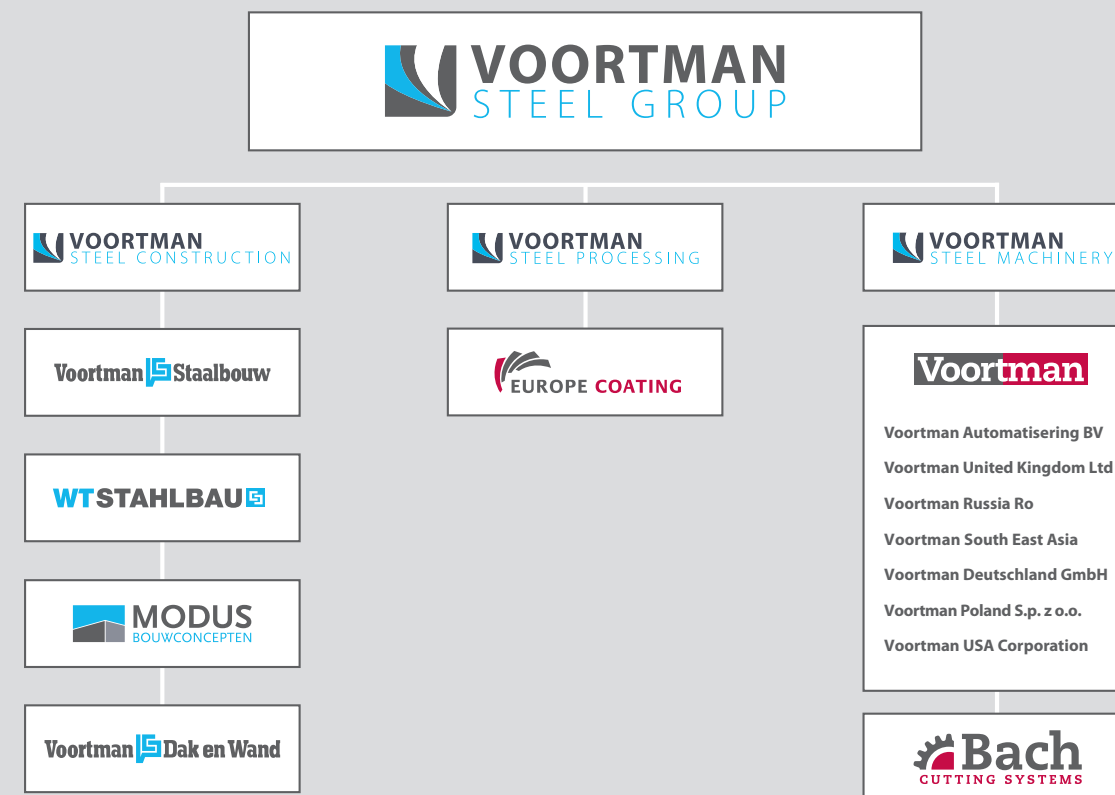 VOORTMAN
STEEL GROUP
VOORTMAN
STEEL CONSTRUCTION
Voortman Staalbouw
WTSTAHLBAU
MODUS
BOUWCONCEPTEN
Voortman Dak en Wand
VOORTMAN
STEEL PROCESSING
EUROPE COATING
VOORTMAN
STEEL MACHINERY
Voortman
Voortman Automatisering BV
Voortman United Kingdom Ltd
Voortman Russia Ro
Voortman South East Asia
Voortman Deutschland GmbH
Voortman Poland S.p. z o.o.
Voortman USA Corporation
Bach
CUTTING SYSTEMS